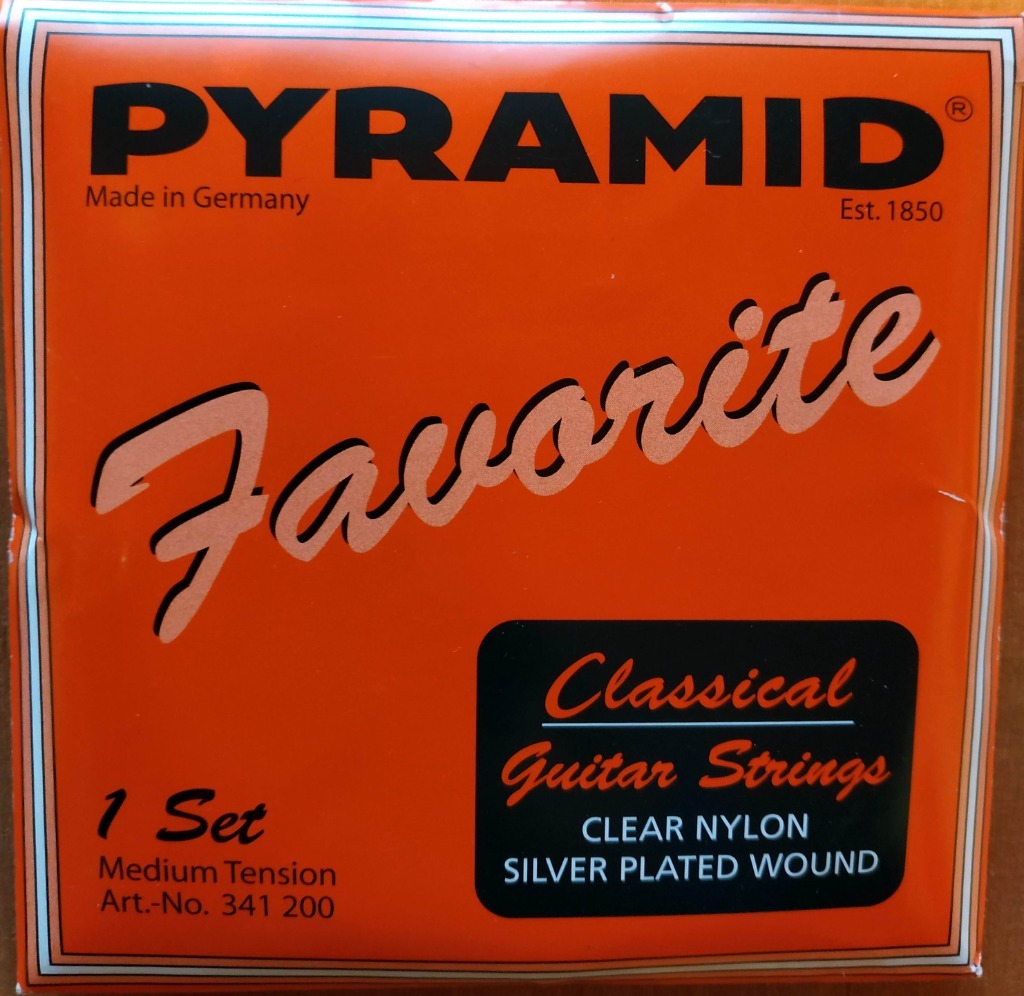 PYRAMID®
Made in Germany Est. 1850
Favorite
Classical
Guitar Strings
CLEAR NYLON
SILVER PLATED WOUND
1 Set
Medium Tension
Art.-No. 341 200